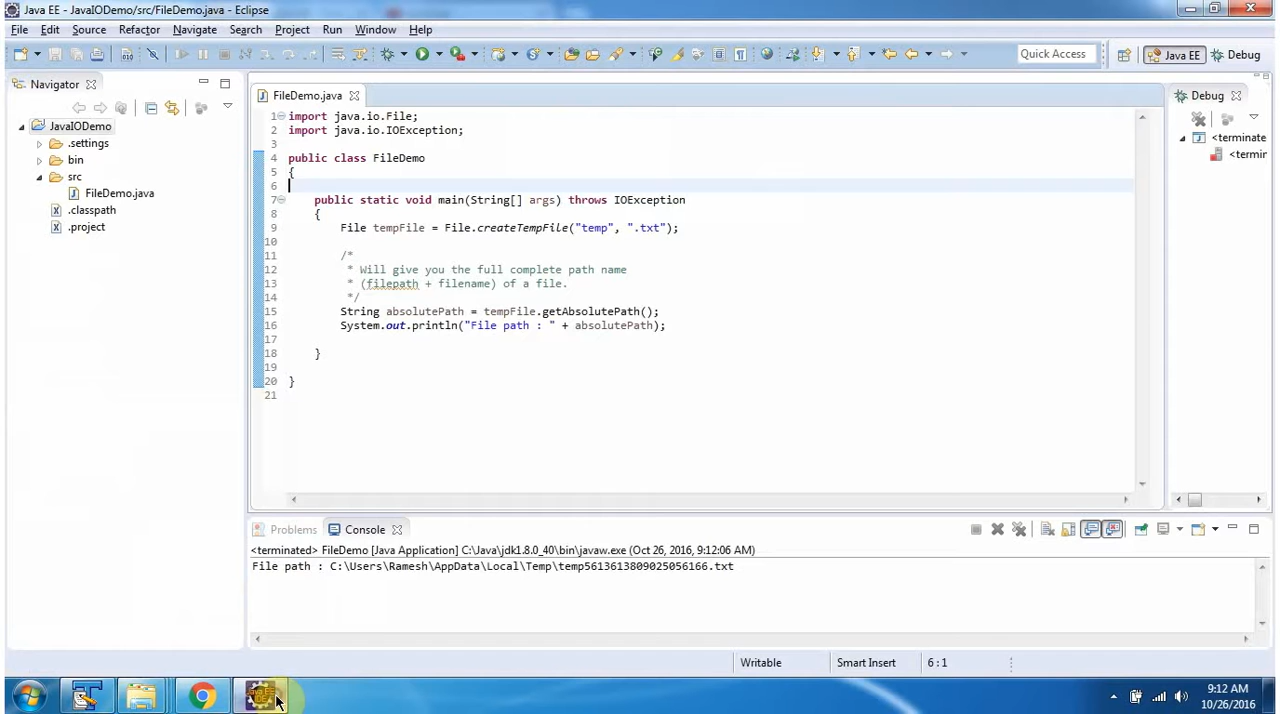 Java EE - JavaIODemo/src/FileDemo.java - Eclipse
File Edit Source Refactor Navigate Search Project Run Window Help
Quick Access
Java EE
Debug
Navigator
JavaIODemo
.settings
bin
src
FileDemo.java
.classpath
.project
FileDemo.java
1 import java.io.File;
2 import java.io.IOException;
3
4 public class FileDemo
5 {
6
7 public static void main(String[] args) throws IOException
8 {
9 File tempFile = File.createTempFile("temp", ".txt");
10
11 /*
12 * Will give you the full complete path name
13 * (filepath + filename) of a file.
14 */
15 String absolutePath = tempFile.getAbsolutePath();
16 System.out.println("File path : " + absolutePath);
17
18 }
19
20 }
21
Debug
<terminate
<termin
Problems Console
<terminated> FileDemo [Java Application] C:\Java\jdk1.8.0_40\bin\javaw.exe (Oct 26, 2016, 9:12:06 AM)
File path : C:\Users\Ramesh\AppData\Local\Temp\temp5613613809025056166.txt
Writable Smart Insert 6 : 1
Java EE
IDE
9:12 AM
10/26/2016